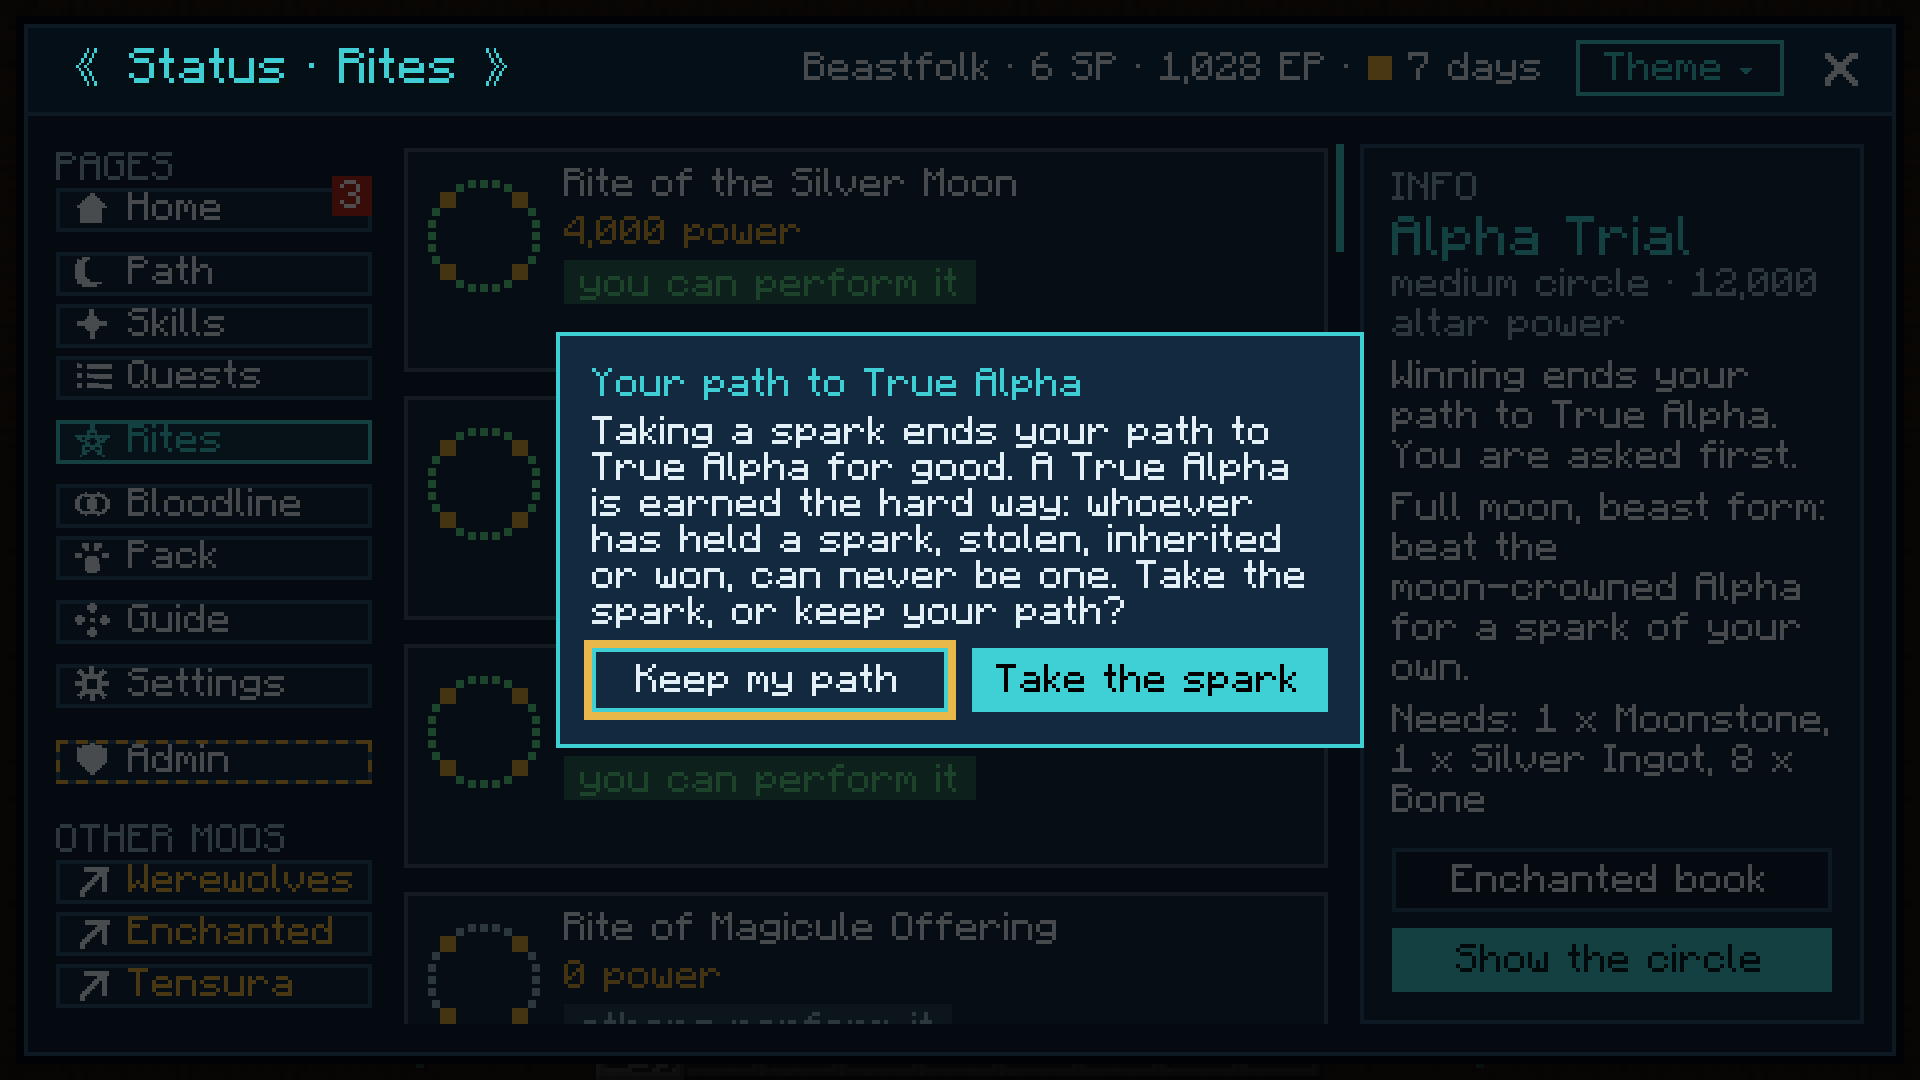 《 Status · Rites 》
Beastfolk · 6 SP · 1,028 EP · 7 days
Theme
PAGES
Home
3
Path
Skills
Quests
Rites
Bloodline
Pack
Guide
Settings
Admin
OTHER MODS
Werewolves
Enchanted
Tensura
Rite of the Silver Moon
4,000 power
you can perform it
Your path to True Alpha
Taking a spark ends your path to
True Alpha for good. A True Alpha
is earned the hard way: whoever
has held a spark, stolen, inherited
or won, can never be one. Take the
spark, or keep your path?
Keep my path
Take the spark
you can perform it
Rite of Magicule Offering
0 power
INFO
Alpha Trial
medium circle · 12,000
altar power
Winning ends your
path to True Alpha.
You are asked first.
Full moon, beast form:
beat the
moon-crowned Alpha
for a spark of your
own.
Needs: 1 x Moonstone,
1 x Silver Ingot, 8 x
Bone
Enchanted book
Show the circle